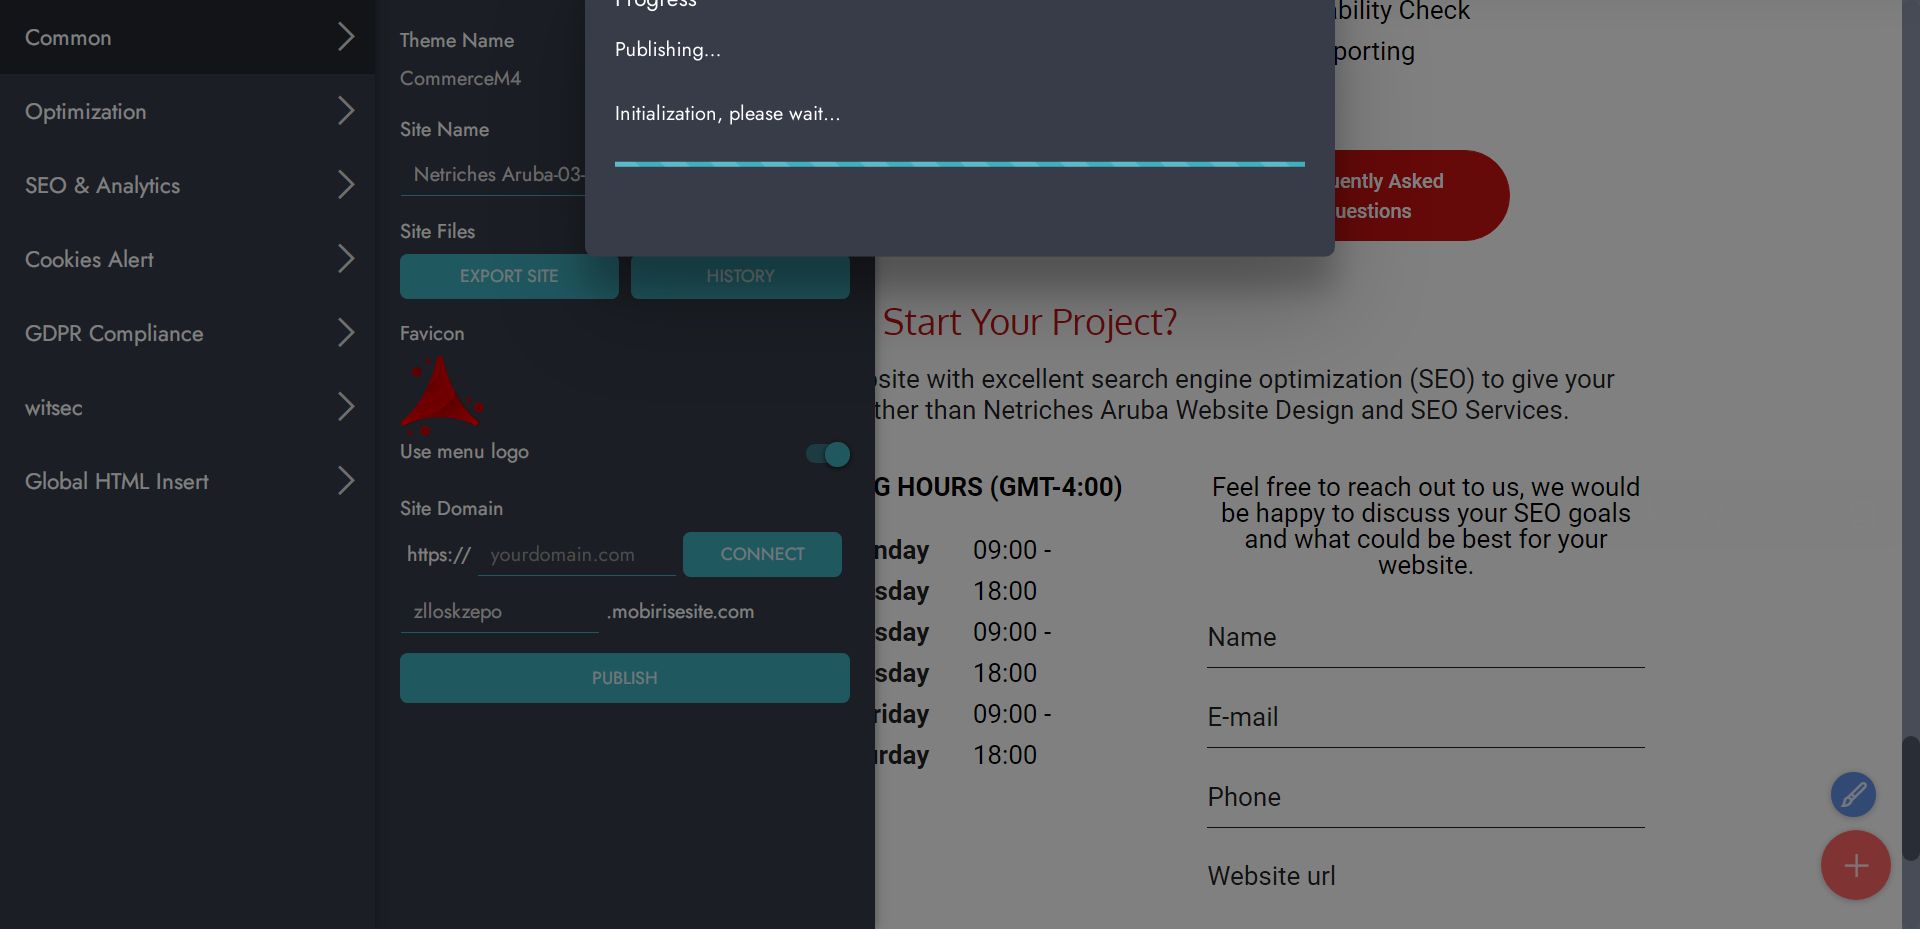 Common
Optimization
SEO & Analytics
Cookies Alert
GDPR Compliance
witsec
Global HTML Insert
Theme Name
CommerceM4
Site Name
Netriches Aruba-03-
Site Files
EXPORT SITE
HISTORY
Favicon
Use menu logo
Site Domain
https://
yourdomain.com
CONNECT
zlloskzepo
.mobirisesite.com
PUBLISH
Progress
Publishing...
Initialization, please wait...
bility Check
porting
uently Asked
uestions
Start Your Project?
site with excellent search engine optimization (SEO) to give your
ther than Netriches Aruba Website Design and SEO Services.
G HOURS (GMT-4:00)
nday
sday
sday
sday
riday
urday
09:00 -
18:00
09:00 -
18:00
09:00 -
18:00
Feel free to reach out to us, we would
be happy to discuss your SEO goals
and what could be best for your
website.
Name
E-mail
Phone
Website url